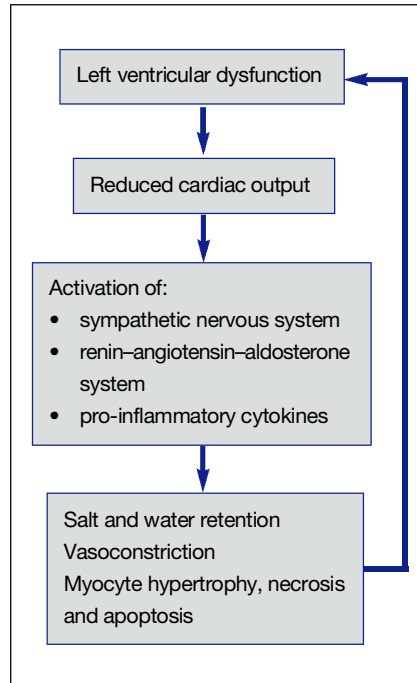 Left ventricular dysfunction
Reduced cardiac output
Activation of:
• sympathetic nervous system
• renin–angiotensin–aldosterone
system
• pro-inflammatory cytokines
Salt and water retention
Vasoconstriction
Myocyte hypertrophy, necrosis
and apoptosis